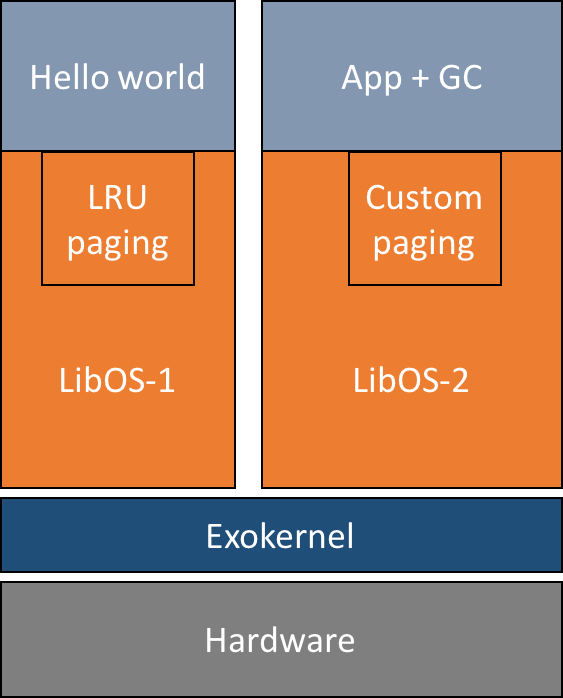 Hello world
App + GC
LRU
paging
Custom
paging
LibOS-1
LibOS-2
Exokernel
Hardware